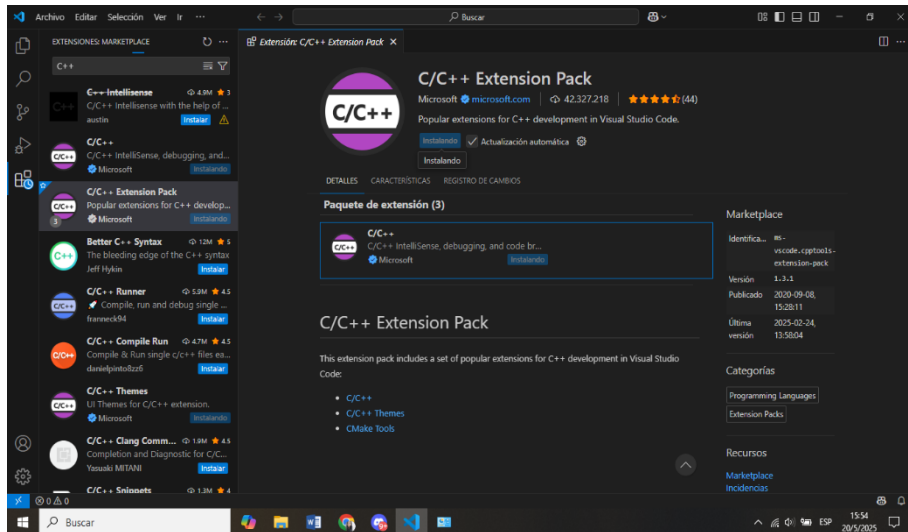 Archivo Editar Selección Ver Ir ...
Buscar
EXTENSIONES: MARKETPLACE
C++
C++ Intellisense 4.9M 3
C/C++ Intellisense with the help of ...
austin Instalar
C/C++
C/C++ IntelliSense, debugging, and...
Microsoft Instalando
C/C++ Extension Pack
Popular extensions for C++ develop...
3 Microsoft Instalando
Better C++ Syntax 12M 5
The bleeding edge of the C++ syntax
Jeff Hykin Instalar
C/C++ Runner 5.9M 4.5
Compile, run and debug single ...
franneck94 Instalar
C/C++ Compile Run 4.7M 4.5
Compile & Run single c/c++ files ea...
danielpinto8zz6 Instalar
C/C++ Themes
UI Themes for C/C++ extension.
Microsoft Instalando
C/C++ Clang Comm... 1.9M 4.5
Completion and Diagnostic for C/C...
Yasuaki MITANI Instalar
C/C++ Snippets 1.3M 4
Extensión: C/C++ Extension Pack
C/C++
C/C++ Extension Pack
Microsoft microsoft.com 42,327.218 (44)
Popular extensions for C++ development in Visual Studio Code.
Instalando Actualización automática
Instalando
DETALLES CARACTERÍSTICAS REGISTRO DE CAMBIOS
Paquete de extensión (3)
C/C++
C/C++ IntelliSense, debugging, and code br...
Microsoft Instalando
C/C++ Extension Pack
This extension pack includes a set of popular extensions for C++ development in Visual Studio
Code:
• C/C++
• C/C++ Themes
• CMake Tools
Marketplace
Identifica... ms-
vscode.cpptools-
extension-pack
Versión 1.3.1
Publicado 2020-09-08,
15:28:11
Última 2025-02-24,
versión 13:58:04
Categorías
Programming Languages
Extension Packs
Recursos
Marketplace
Incidencias
0 0
Buscar
ESP
15:54
20/5/2025